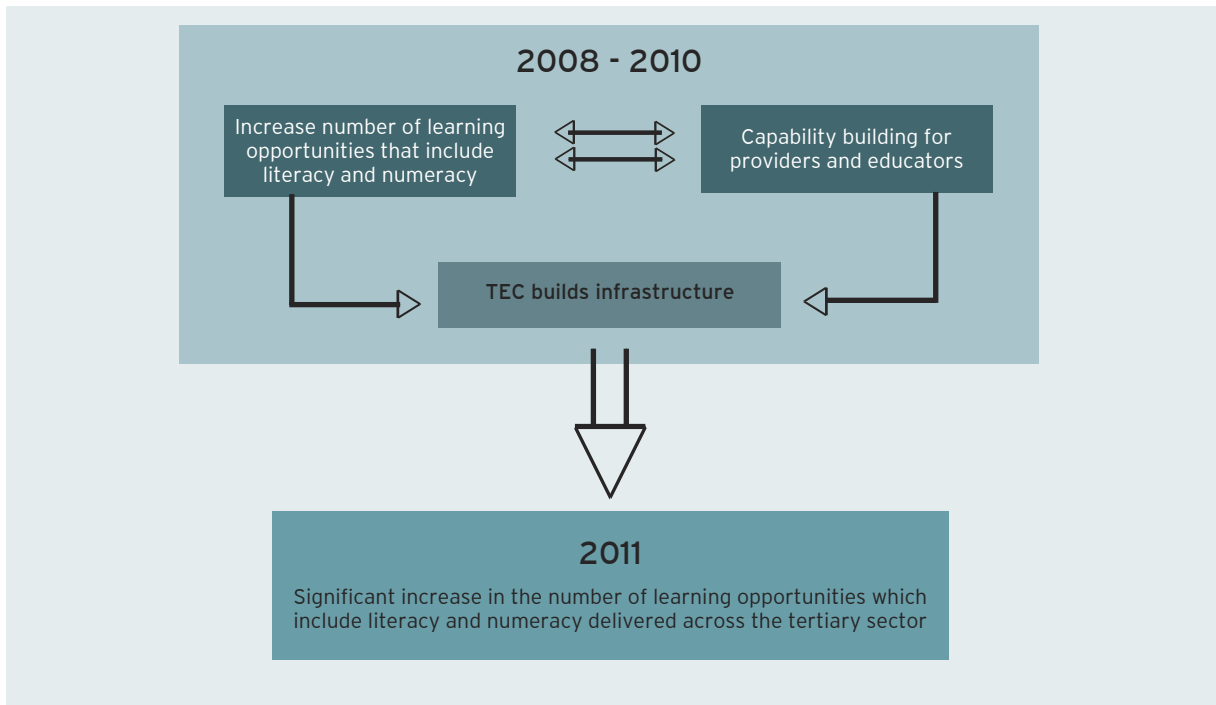 2008 - 2010
Increase number of learning
opportunities that include
literacy and numeracy
Capability building for
providers and educators
TEC builds infrastructure
2011
Significant increase in the number of learning opportunities which
include literacy and numeracy delivered across the tertiary sector